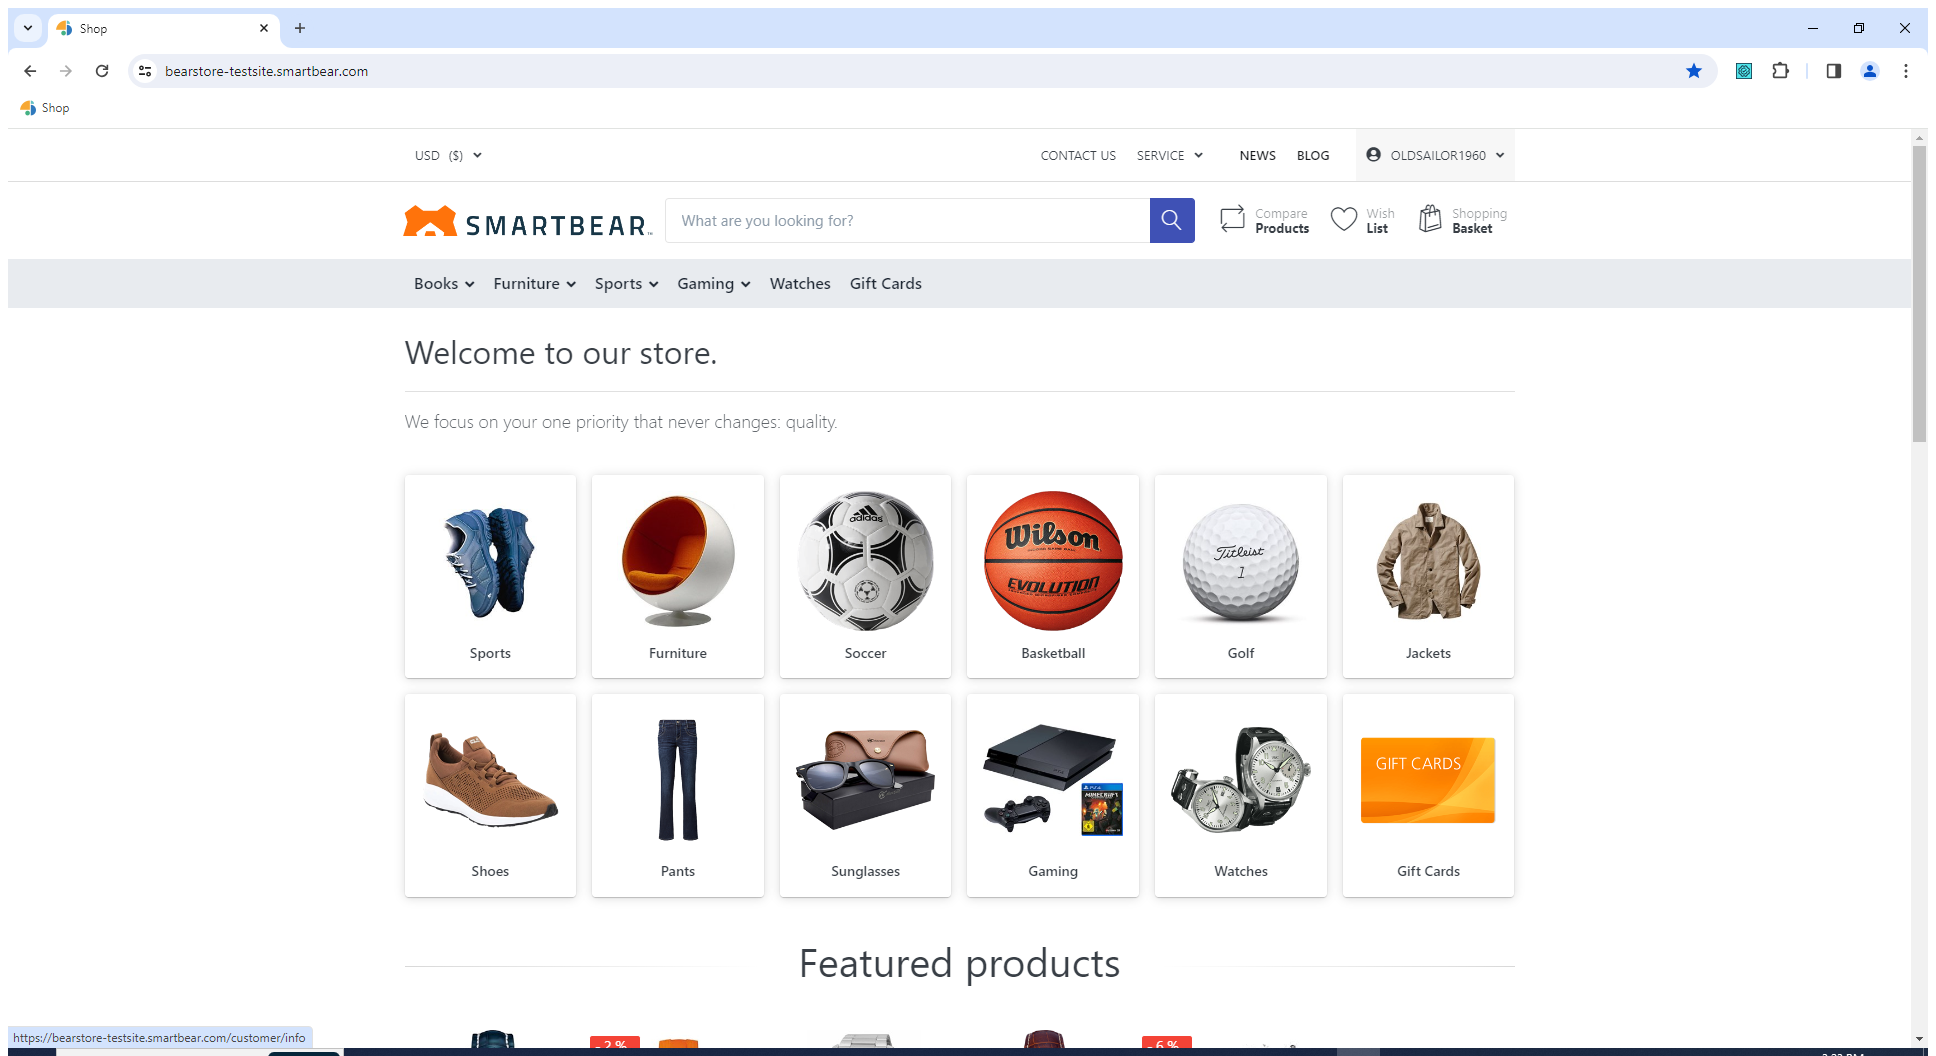 Shop
bearstore-testsite.smartbear.com
Shop
USD ($)
CONTACT US
SERVICE
NEWS
BLOG
OLDSAILOR1960
SMARTBEAR
What are you looking for?
Compare
Products
Wish
List
Shopping
Basket
Books
Furniture
Sports
Gaming
Watches
Gift Cards
Welcome to our store.
We focus on your one priority that never changes: quality.
adidas
Wilson
EVOLUTION
Titleist
1
Sports
Furniture
Soccer
Basketball
Golf
Jackets
MINECRAFT
GIFT CARDS
Shoes
Pants
Sunglasses
Gaming
Watches
Gift Cards
Featured products
https://bearstore-testsite.smartbear.com/customer/info
- 2 %
- 6 %